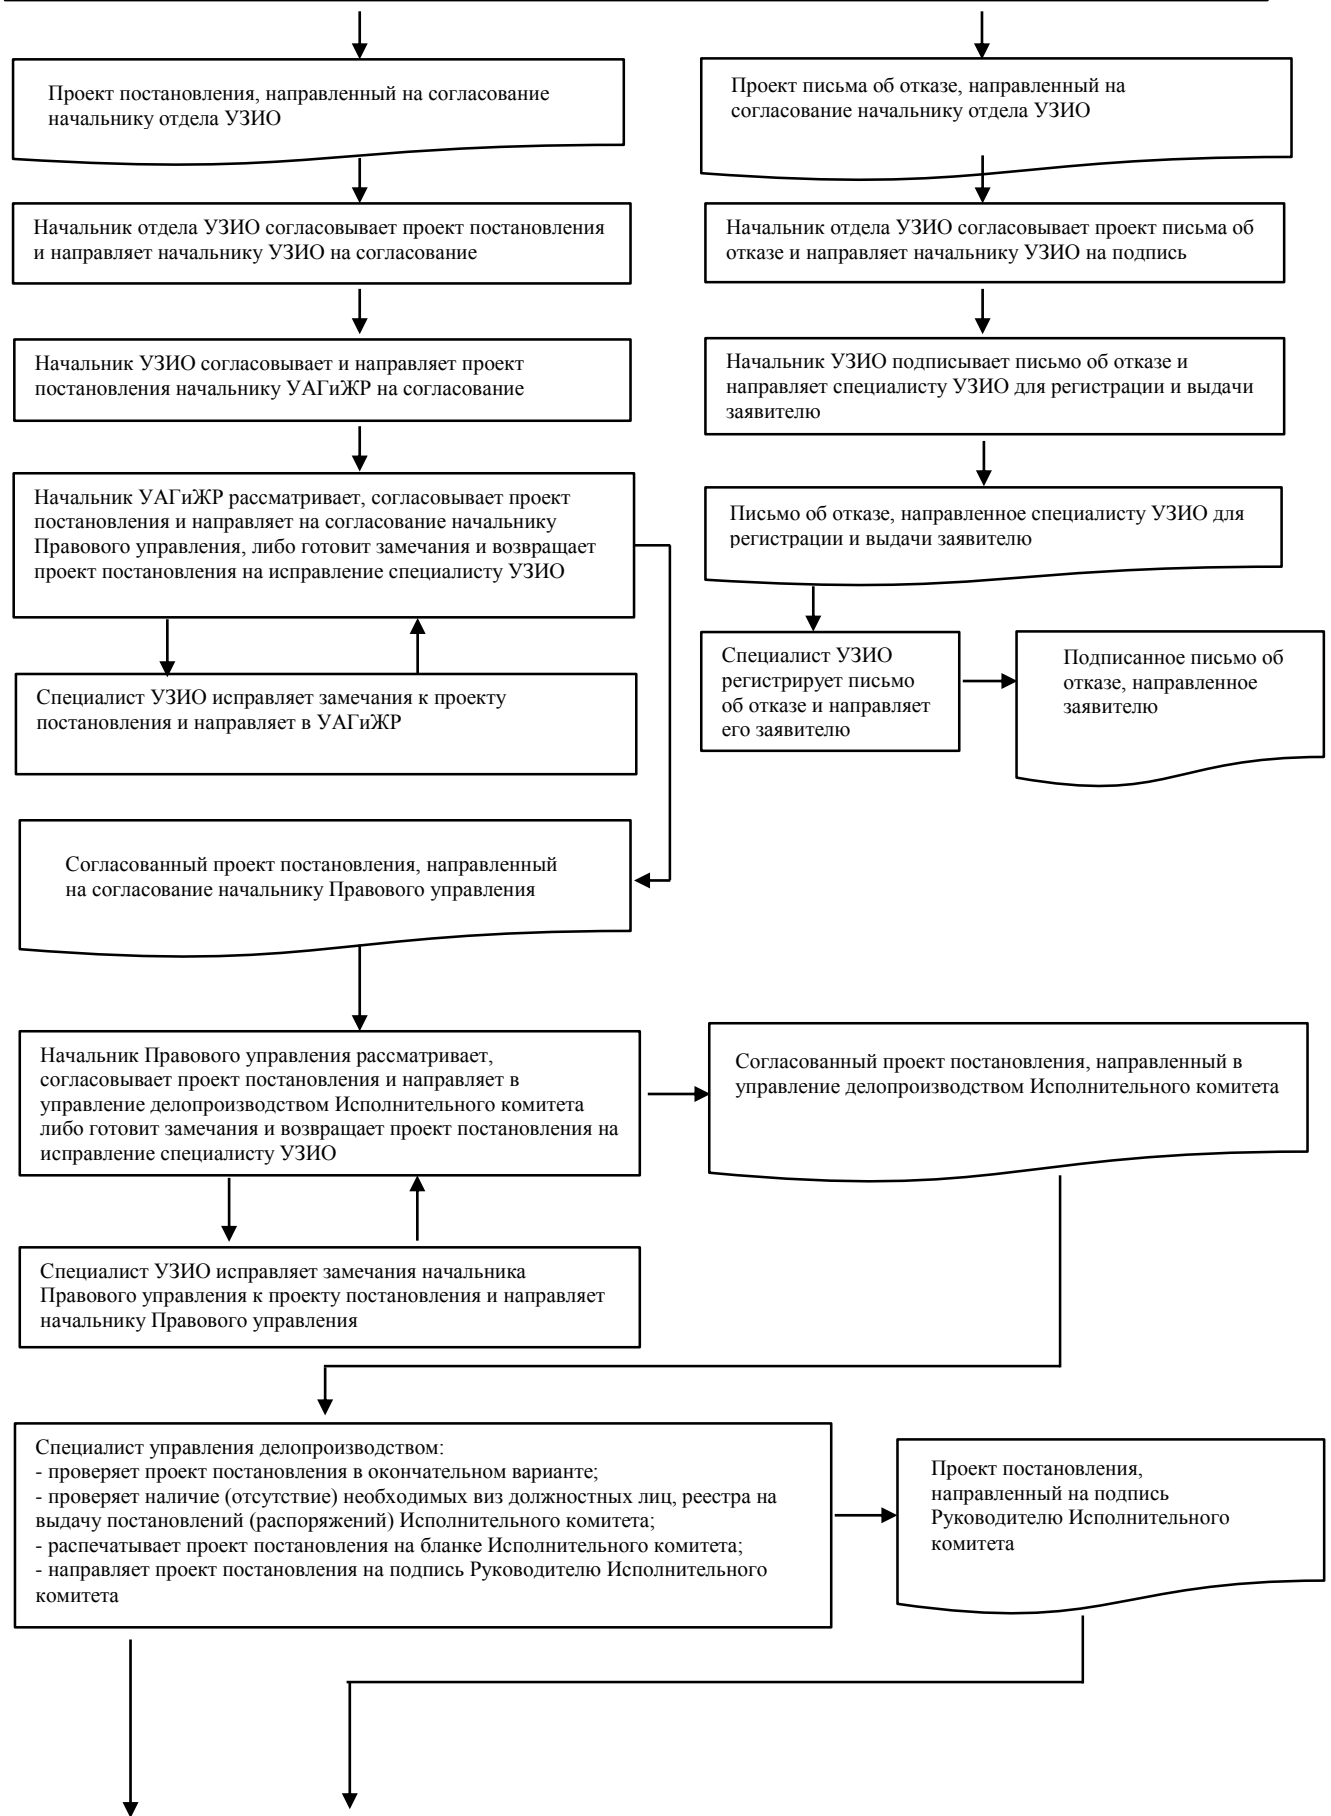 Проект постановления, направленный на согласование
начальнику отдела УЗИО
Проект письма об отказе, направленный на
согласование начальнику отдела УЗИО
Начальник отдела УЗИО согласовывает проект постановления
и направляет начальнику УЗИО на согласование
Начальник отдела УЗИО согласовывает проект письма об
отказе и направляет начальнику УЗИО на подпись
Начальник УЗИО согласовывает и направляет проект
постановления начальнику УАГиЖР на согласование
Начальник УЗИО подписывает письмо об отказе и
направляет специалисту УЗИО для регистрации и выдачи
заявителю
Начальник УАГиЖР рассматривает, согласовывает проект
постановления и направляет на согласование начальнику
Правового управления, либо готовит замечания и возвращает
проект постановления на исправление специалисту УЗИО
Письмо об отказе, направленное специалисту УЗИО для
регистрации и выдачи заявителю
Специалист УЗИО
регистрирует письмо
об отказе и направляет
его заявителю
Подписанное письмо об
отказе, направленное
заявителю
Специалист УЗИО исправляет замечания к проекту
постановления и направляет в УАГиЖР
Согласованный проект постановления, направленный
на согласование начальнику Правового управления
Начальник Правового управления рассматривает,
согласовывает проект постановления и направляет в
управление делопроизводством Исполнительного комитета
либо готовит замечания и возвращает проект постановления на
исправление специалисту УЗИО
Согласованный проект постановления, направленный в
управление делопроизводством Исполнительного комитета
Специалист УЗИО исправляет замечания начальника
Правового управления к проекту постановления и направляет
начальнику Правового управления
Специалист управления делопроизводством:
- проверяет проект постановления в окончательном варианте;
- проверяет наличие (отсутствие) необходимых виз должностных лиц, реестра на
выдачу постановлений (распоряжений) Исполнительного комитета;
- распечатывает проект постановления на бланке Исполнительного комитета;
- направляет проект постановления на подпись Руководителю Исполнительного
комитета
Проект постановления,
направленный на подпись
Руководителю Исполнительного
комитета